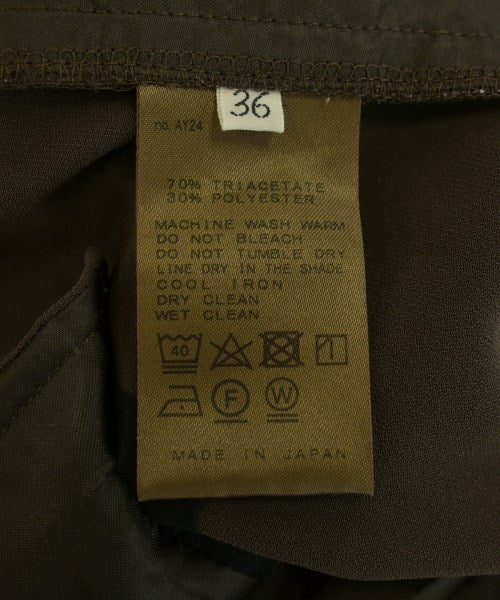 36
no. AY24
70% TRIACETATE
30% POLYESTER
MACHINE WASH WARM
DO NOT BLEACH
DO NOT TUMBLE DRY
LINE DRY IN THE SHADE
COOL IRON
DRY CLEAN
WET CLEAN
40
F W
MADE IN JAPAN